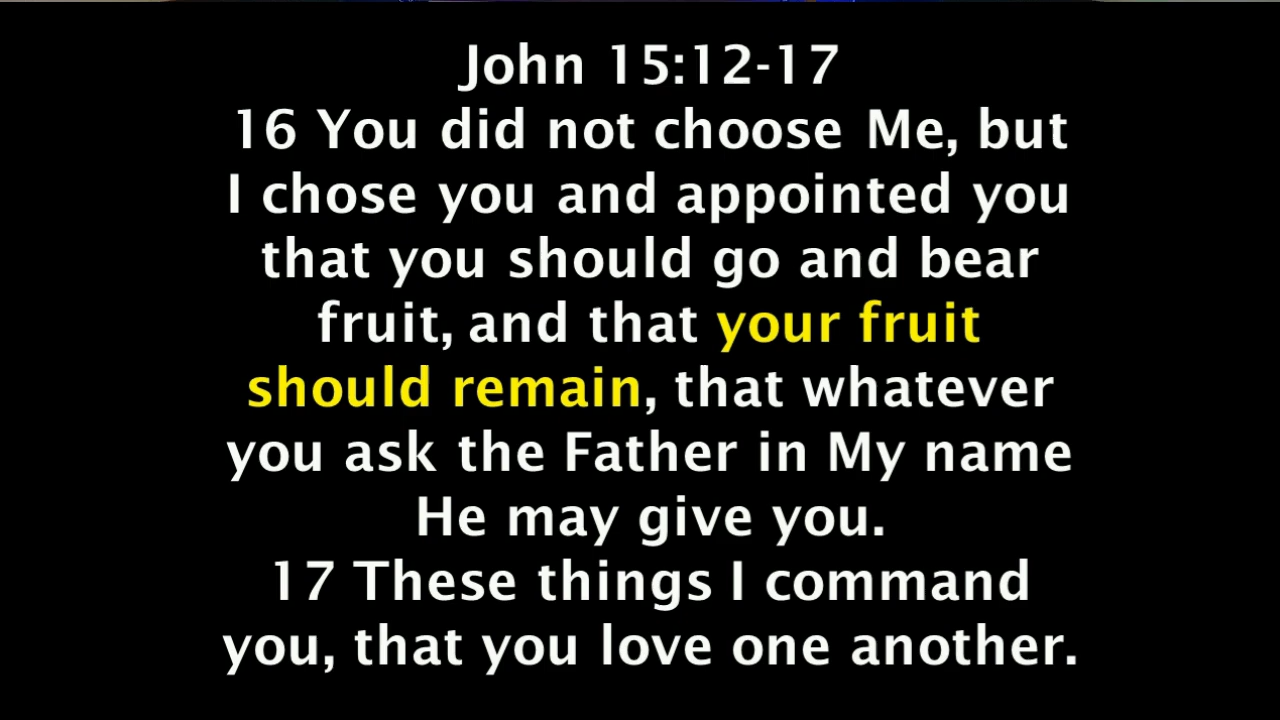 John 15:12-17
16 You did not choose Me, but
I chose you and appointed you
that you should go and bear
fruit, and that your fruit
should remain, that whatever
you ask the Father in My name
He may give you.
17 These things I command
you, that you love one another.